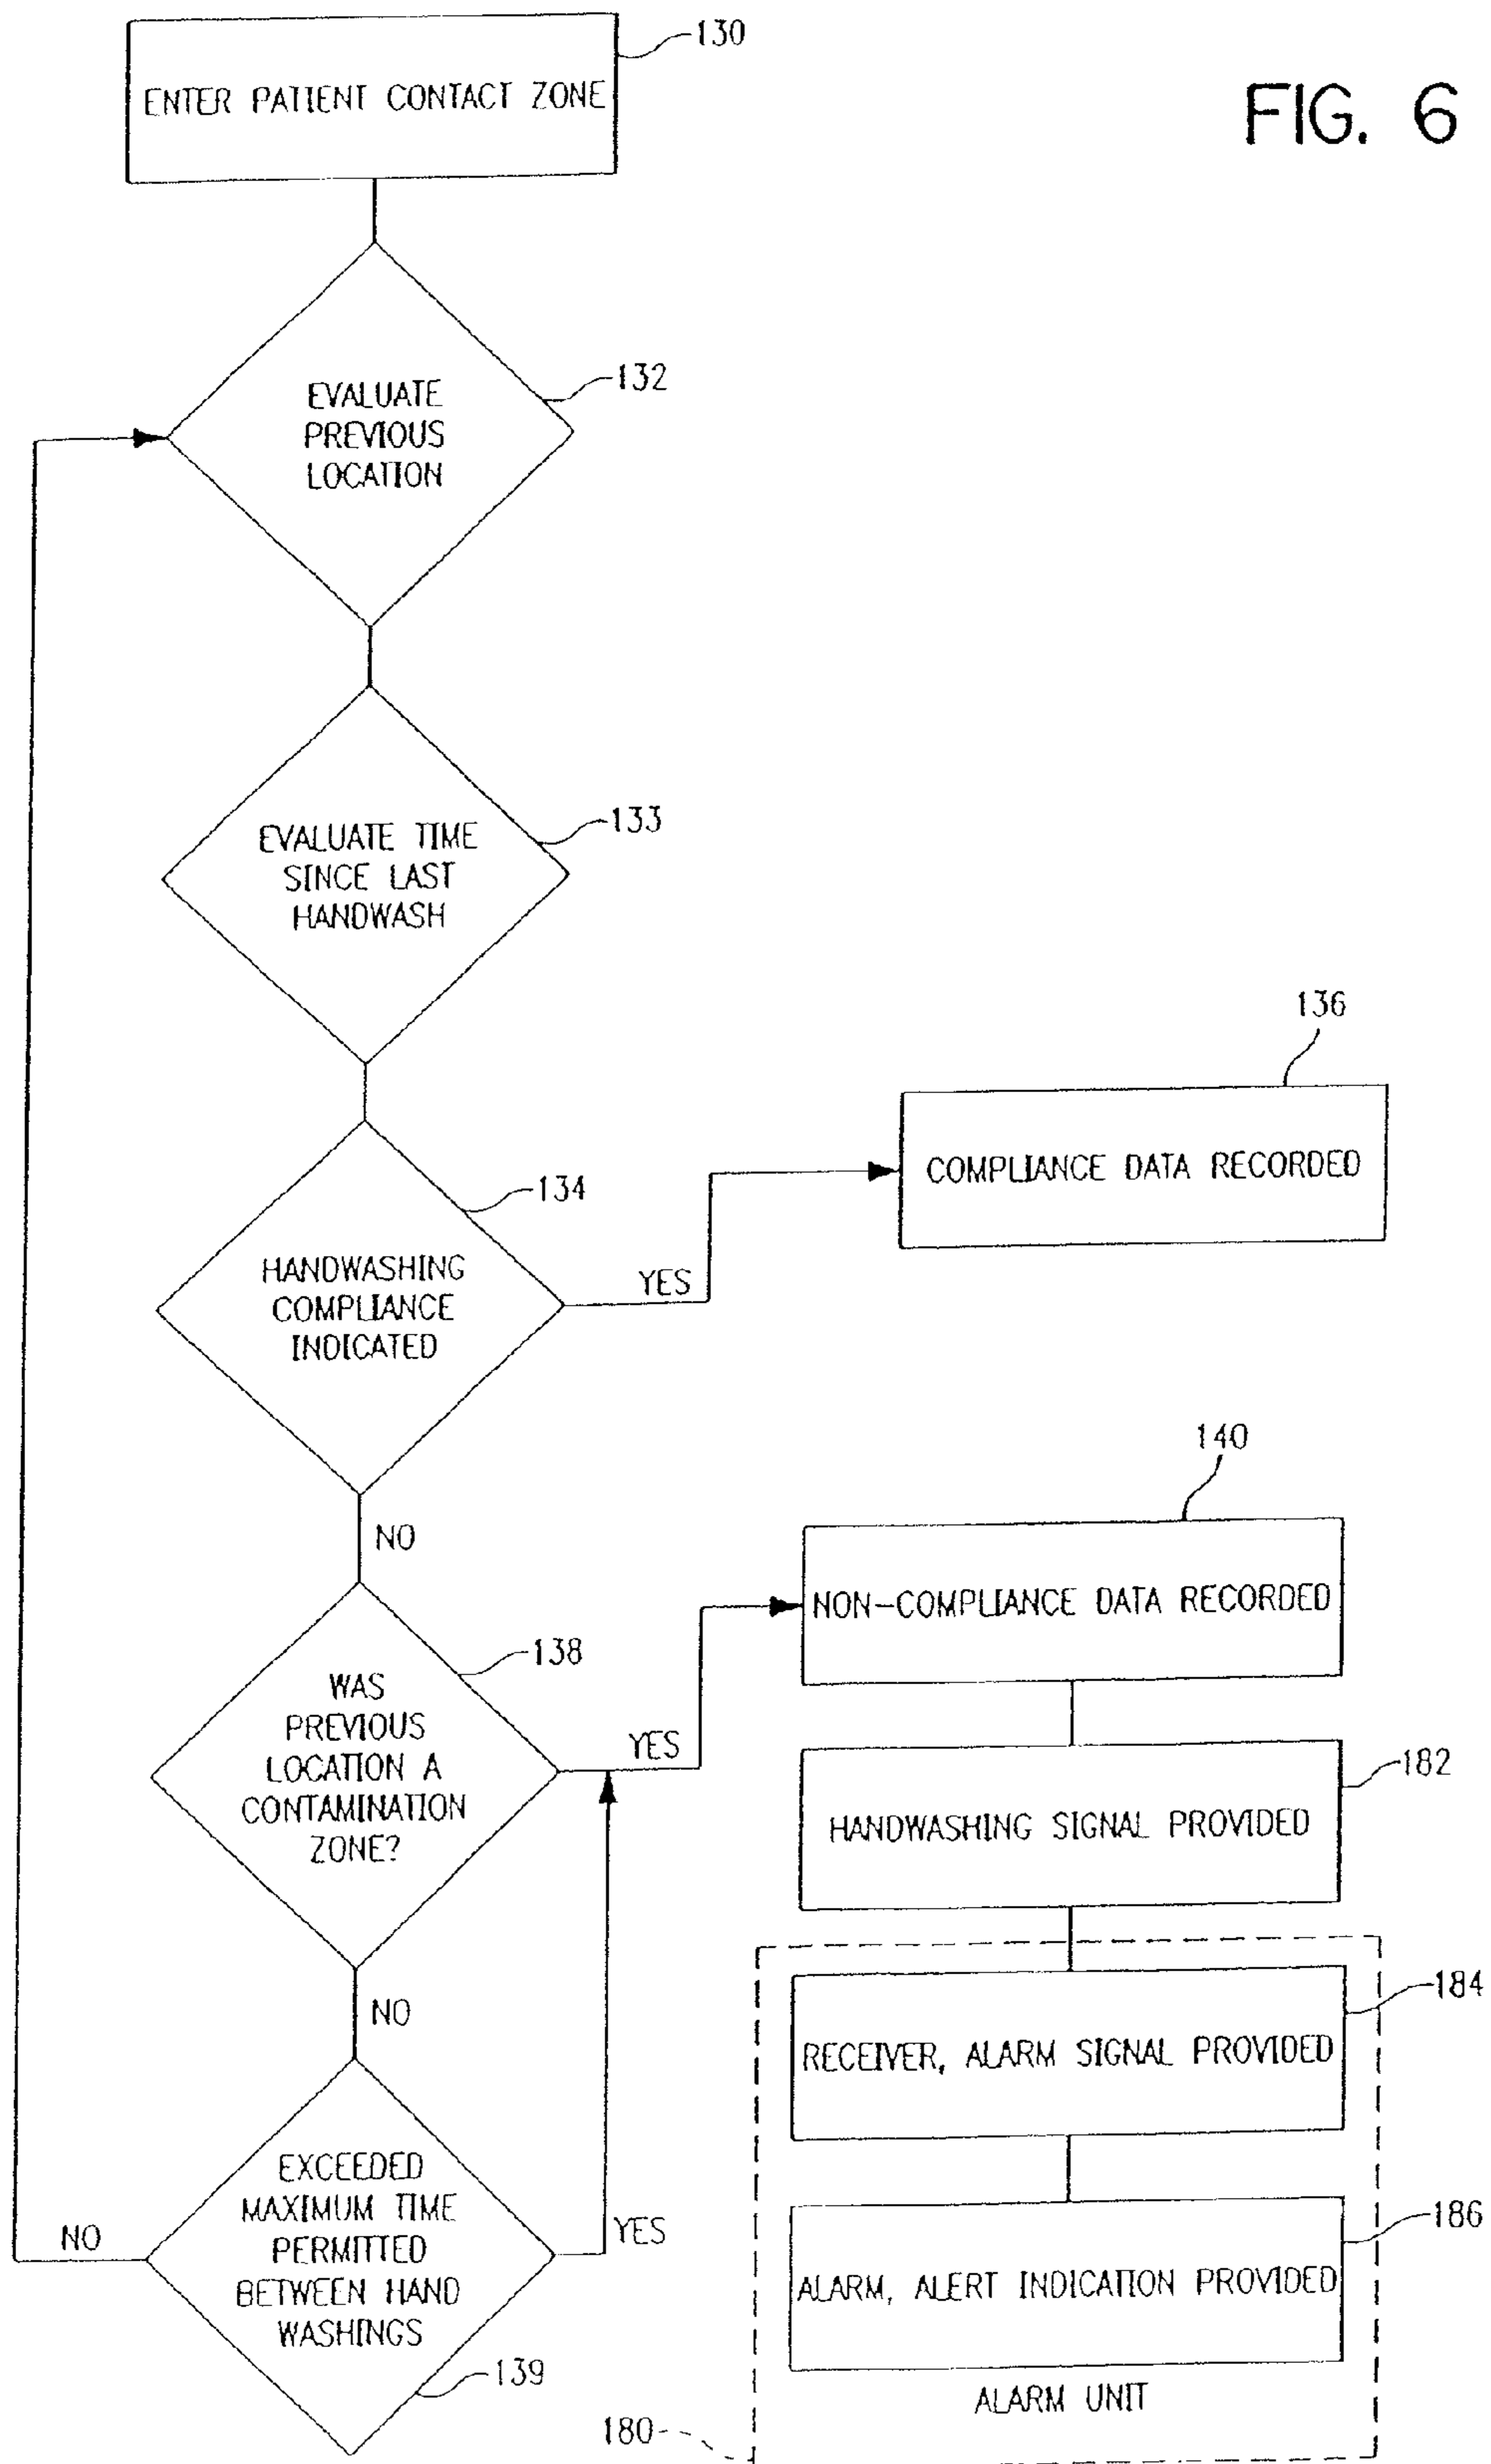 FIG. 6
130
ENTER PATIENT CONTACT ZONE
132
EVALUATE
PREVIOUS
LOCATION
133
EVALUATE TIME
SINCE LAST
HANDWASH
134
HANDWASHING
COMPLIANCE
INDICATED
YES
136
COMPLIANCE DATA RECORDED
NO
138
WAS
PREVIOUS
LOCATION A
CONTAMINATION
ZONE?
YES
140
NON-COMPLIANCE DATA RECORDED
182
HANDWASHING SIGNAL PROVIDED
NO
184
RECEIVER, ALARM SIGNAL PROVIDED
EXCEEDED
MAXIMUM TIME
PERMITTED
BETWEEN HAND
WASHINGS
NO
YES
139
186
ALARM, ALERT INDICATION PROVIDED
ALARM UNIT
180